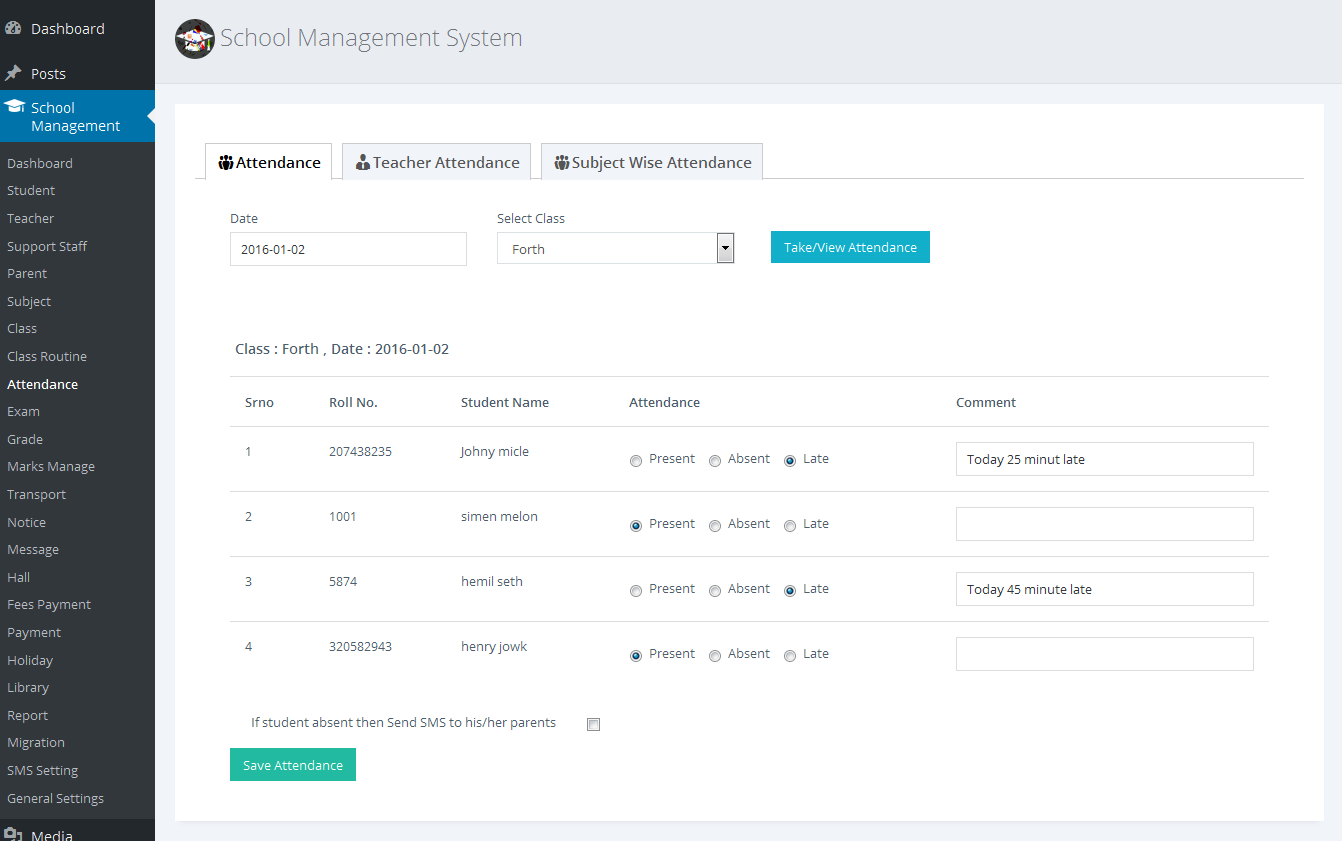 Dashboard
Posts
School
Management
Dashboard
Student
Teacher
Support Staff
Parent
Subject
Class
Class Routine
Attendance
Exam
Grade
Marks Manage
Transport
Notice
Message
Hall
Fees Payment
Payment
Holiday
Library
Report
Migration
SMS Setting
General Settings
Media
School Management System
Attendance Teacher Attendance Subject Wise Attendance
Date Select Class
2016-01-02 Forth Take/View Attendance
Class : Forth , Date : 2016-01-02
Srno Roll No. Student Name Attendance Comment
1 207438235 Johny micle Present Absent Late Today 25 minut late
2 1001 simen melon Present Absent Late
3 5874 hemil seth Present Absent Late Today 45 minute late
4 320582943 henry jowk Present Absent Late
If student absent then Send SMS to his/her parents
Save Attendance